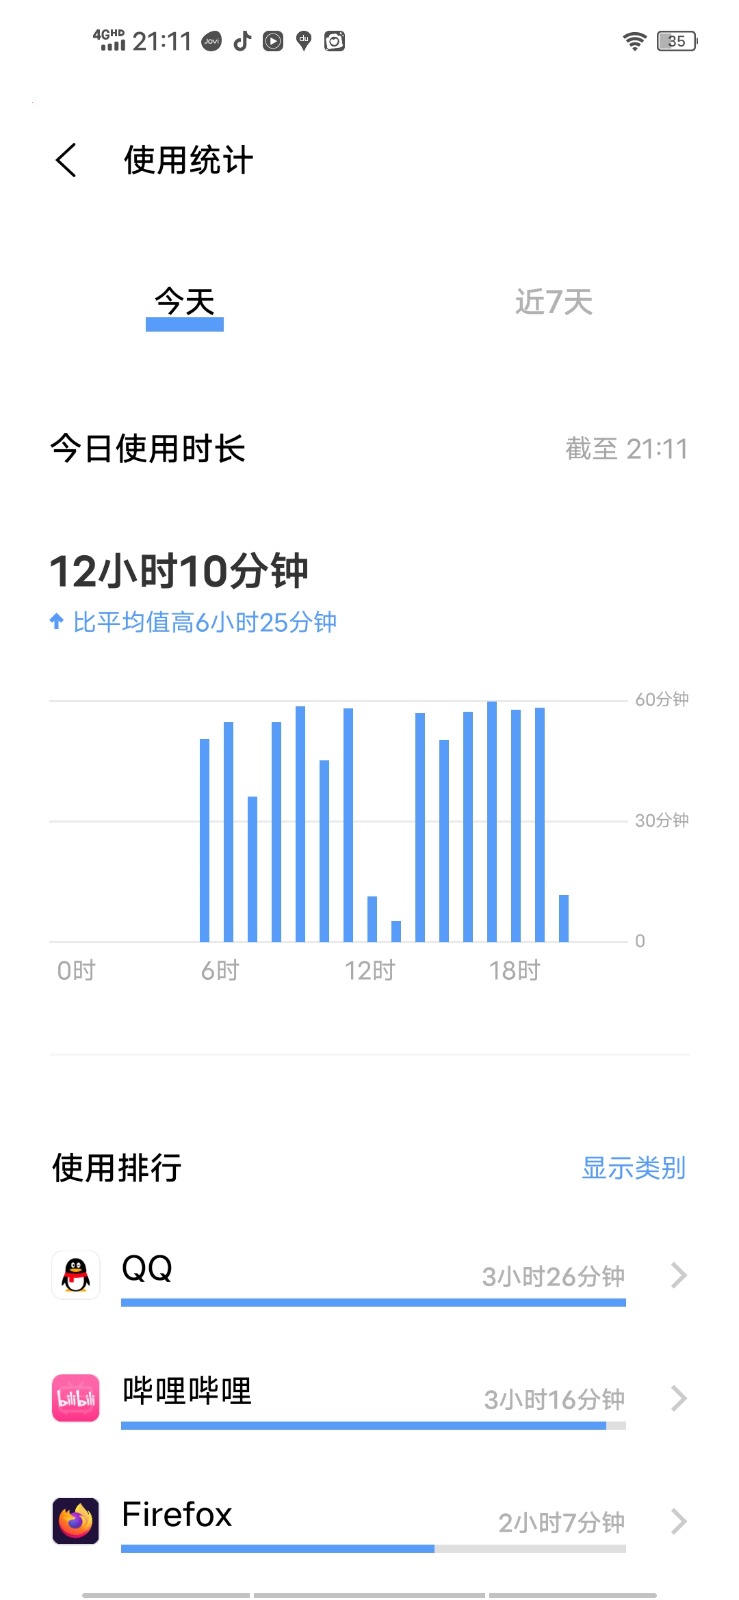 4GHD 21:11 Jovi du 35
使用统计
今天 近7天
今日使用时长 截至 21:11
12小时10分钟
比平均值高6小时25分钟
60分钟
30分钟
0
0时 6时 12时 18时
使用排行 显示类别
QQ 3小时26分钟
bilibili 哔哩哔哩 3小时16分钟
Firefox 2小时7分钟